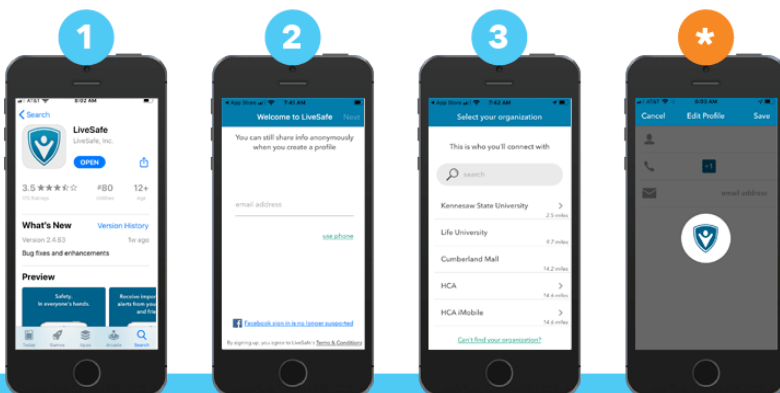 1
AT&T
8:02 AM
Search
LiveSafe
LiveSafe, Inc.
OPEN
3.5 #80 12+
Age
What's New Version History
Version 2.4.63 1w ago
Bug fixes and enhancements
Preview
Safety.
In everyone's hands.
Receive impor
alerts from you
and frie
Today Games Apps Arcade Search
2
App Store 7:41 AM
Welcome to LiveSafe Next
You can still share info anonymously
when you create a profile
email address
use phone
Facebook sign in is no longer supported
By signing up, you agree to LiveSafe's Terms & Conditions
3
App Store 7:42 AM
Select your organization
This is who you'll connect with
search
Kennesaw State University
2.5 miles
Life University
9.7 miles
Cumberland Mall
14.2 miles
HCA
14.6 miles
HCA iMobile
14.6 miles
Can't find your organization?
*
AT&T 8:03 AM
Cancel Edit Profile Save
+1
email address